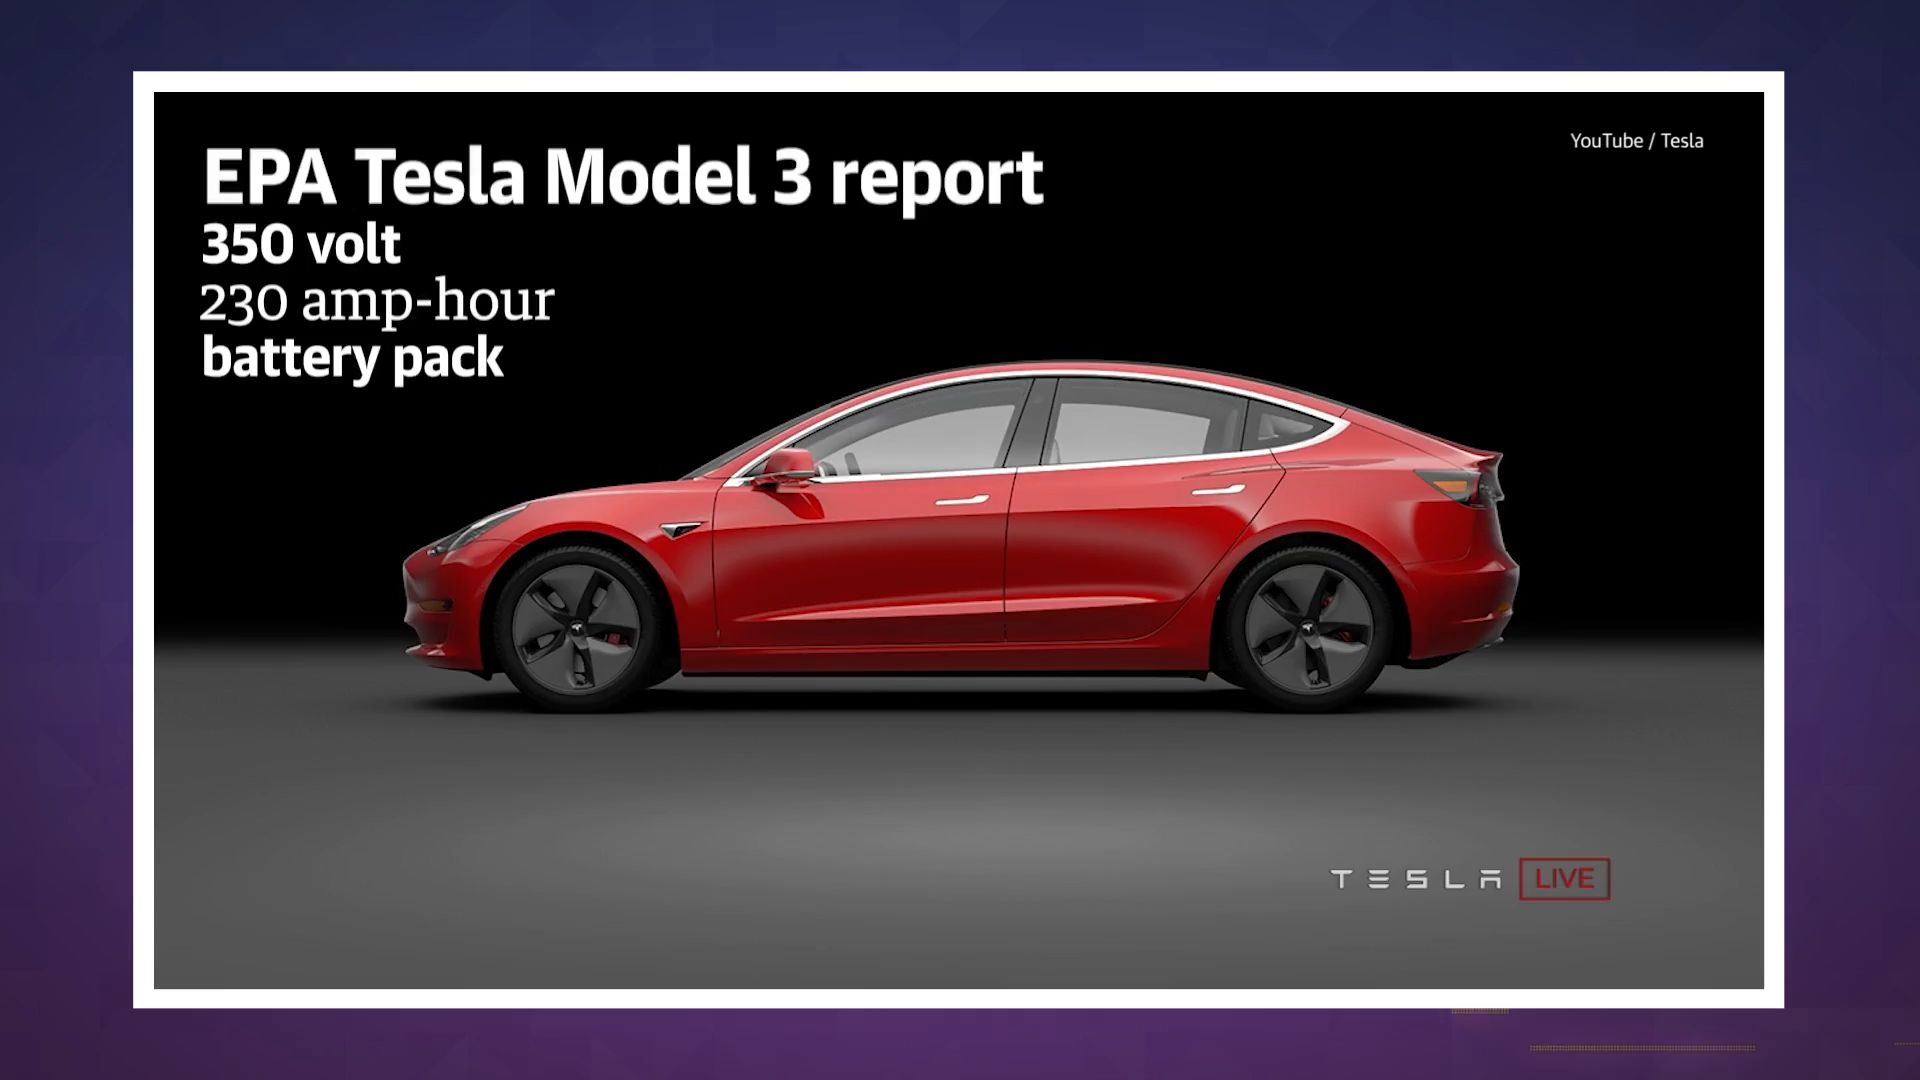 EPA Tesla Model 3 report
YouTube / Tesla
350 volt
230 amp-hour
battery pack
TESLA LIVE